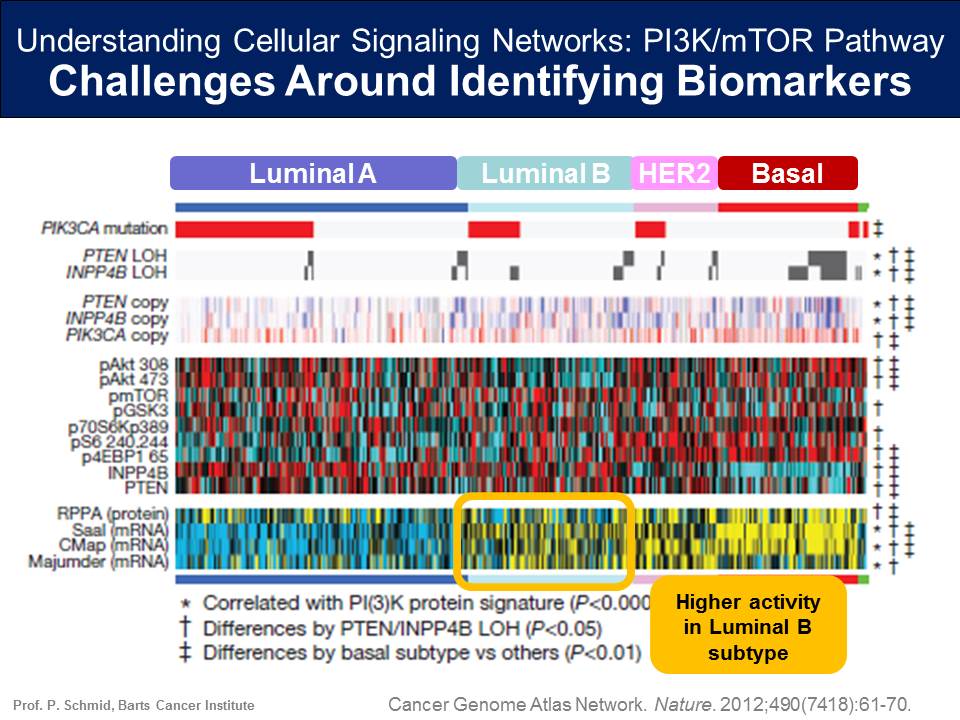 Understanding Cellular Signaling Networks: PI3K/mTOR Pathway
Challenges Around Identifying Biomarkers
Luminal A Luminal B HER2 Basal
PIK3CA mutation ‡
PTEN LOH * † ‡
INPP4B LOH * † ‡
PTEN copy * † ‡
INPP4B copy * † ‡
PIK3CA copy † ‡
pAkt 308 † ‡
pAkt 473 † ‡
pmTOR
pGSK3 †
p70S6Kp389
pS6 240.244 †
p4EBP1 65 † ‡
INPP4B † ‡
PTEN † ‡
RPPA (protein) † ‡
Saal (mRNA) * † ‡
CMap (mRNA) * † ‡
Majumder (mRNA) * †
* Correlated with PI(3)K protein signature (P<0.000
† Differences by PTEN/INPP4B LOH (P<0.05)
‡ Differences by basal subtype vs others (P<0.01)
Higher activity
in Luminal B
subtype
Prof. P. Schmid, Barts Cancer Institute
Cancer Genome Atlas Network. Nature. 2012;490(7418):61-70.